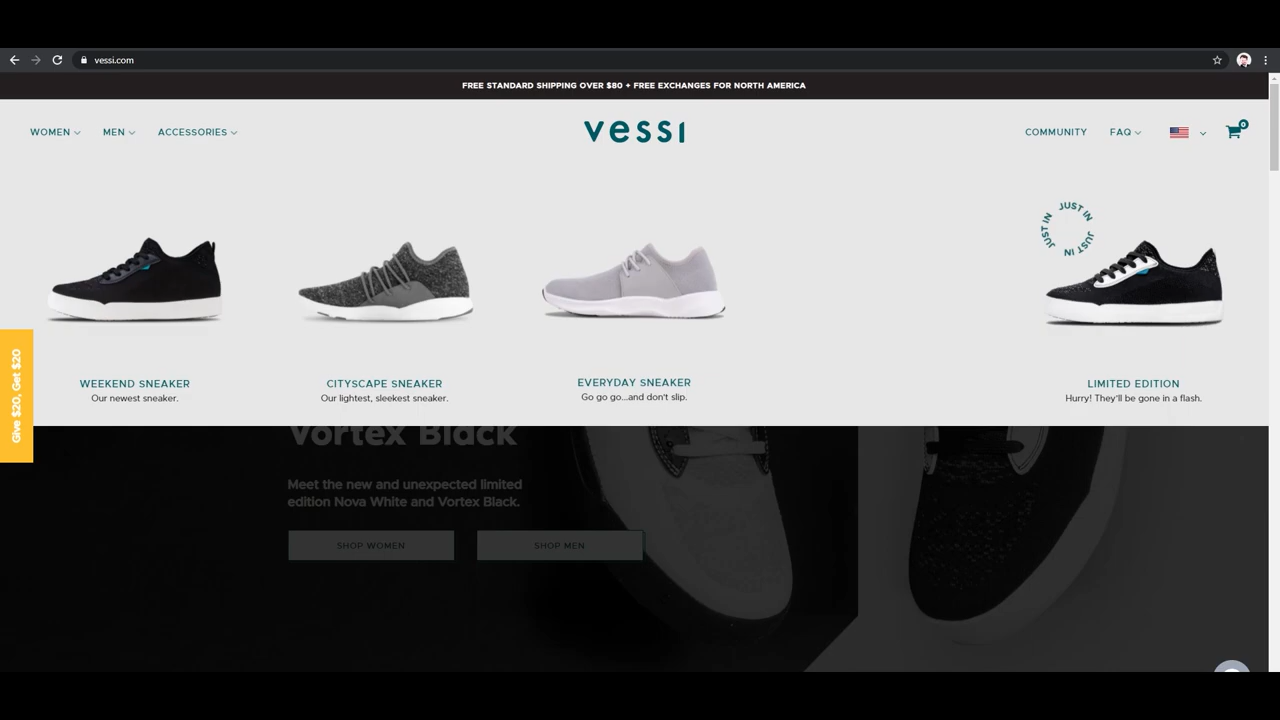 vessi.com
FREE STANDARD SHIPPING OVER $80 + FREE EXCHANGES FOR NORTH AMERICA
WOMEN MEN ACCESSORIES vessi COMMUNITY FAQ 0
JUST IN JUST IN JUST IN
WEEKEND SNEAKER CITYSCAPE SNEAKER EVERYDAY SNEAKER LIMITED EDITION
Our newest sneaker. Our lightest, sleekest sneaker. Go go go...and don't slip. Hurry! They'll be gone in a flash.
Give $20, Get $20
Vortex Black
Meet the new and unexpected limited
edition Nova White and Vortex Black.
SHOP WOMEN SHOP MEN